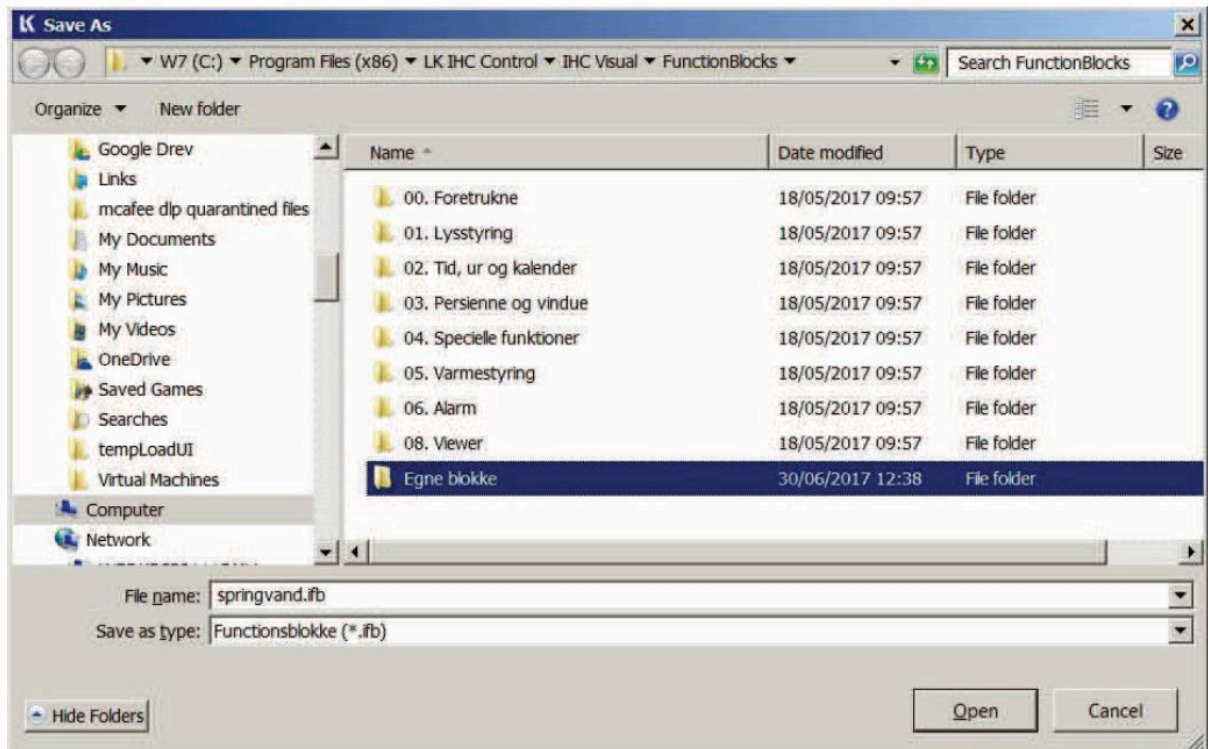 Save As
W7 (C:) Program Files (x86) LK IHC Control IHC Visual FunctionBlocks Search FunctionBlocks
Organize New folder
Google Drev
Links
mcafee dlp quarantined files
My Documents
My Music
My Pictures
My Videos
OneDrive
Saved Games
Searches
tempLoadUI
Virtual Machines
Computer
Network
Name Date modified Type Size
00. Foretrukne 18/05/2017 09:57 File folder
01. Lysstyring 18/05/2017 09:57 File folder
02. Tid, ur og kalender 18/05/2017 09:57 File folder
03. Persienne og vindue 18/05/2017 09:57 File folder
04. Specielle funktioner 18/05/2017 09:57 File folder
05. Varmestyring 18/05/2017 09:57 File folder
06. Alarm 18/05/2017 09:57 File folder
08. Viewer 18/05/2017 09:57 File folder
Egne blokke 30/06/2017 12:38 File folder
File name: springvand.ifb
Save as type: Functionsblokke (*.ifb)
Hide Folders Open Cancel